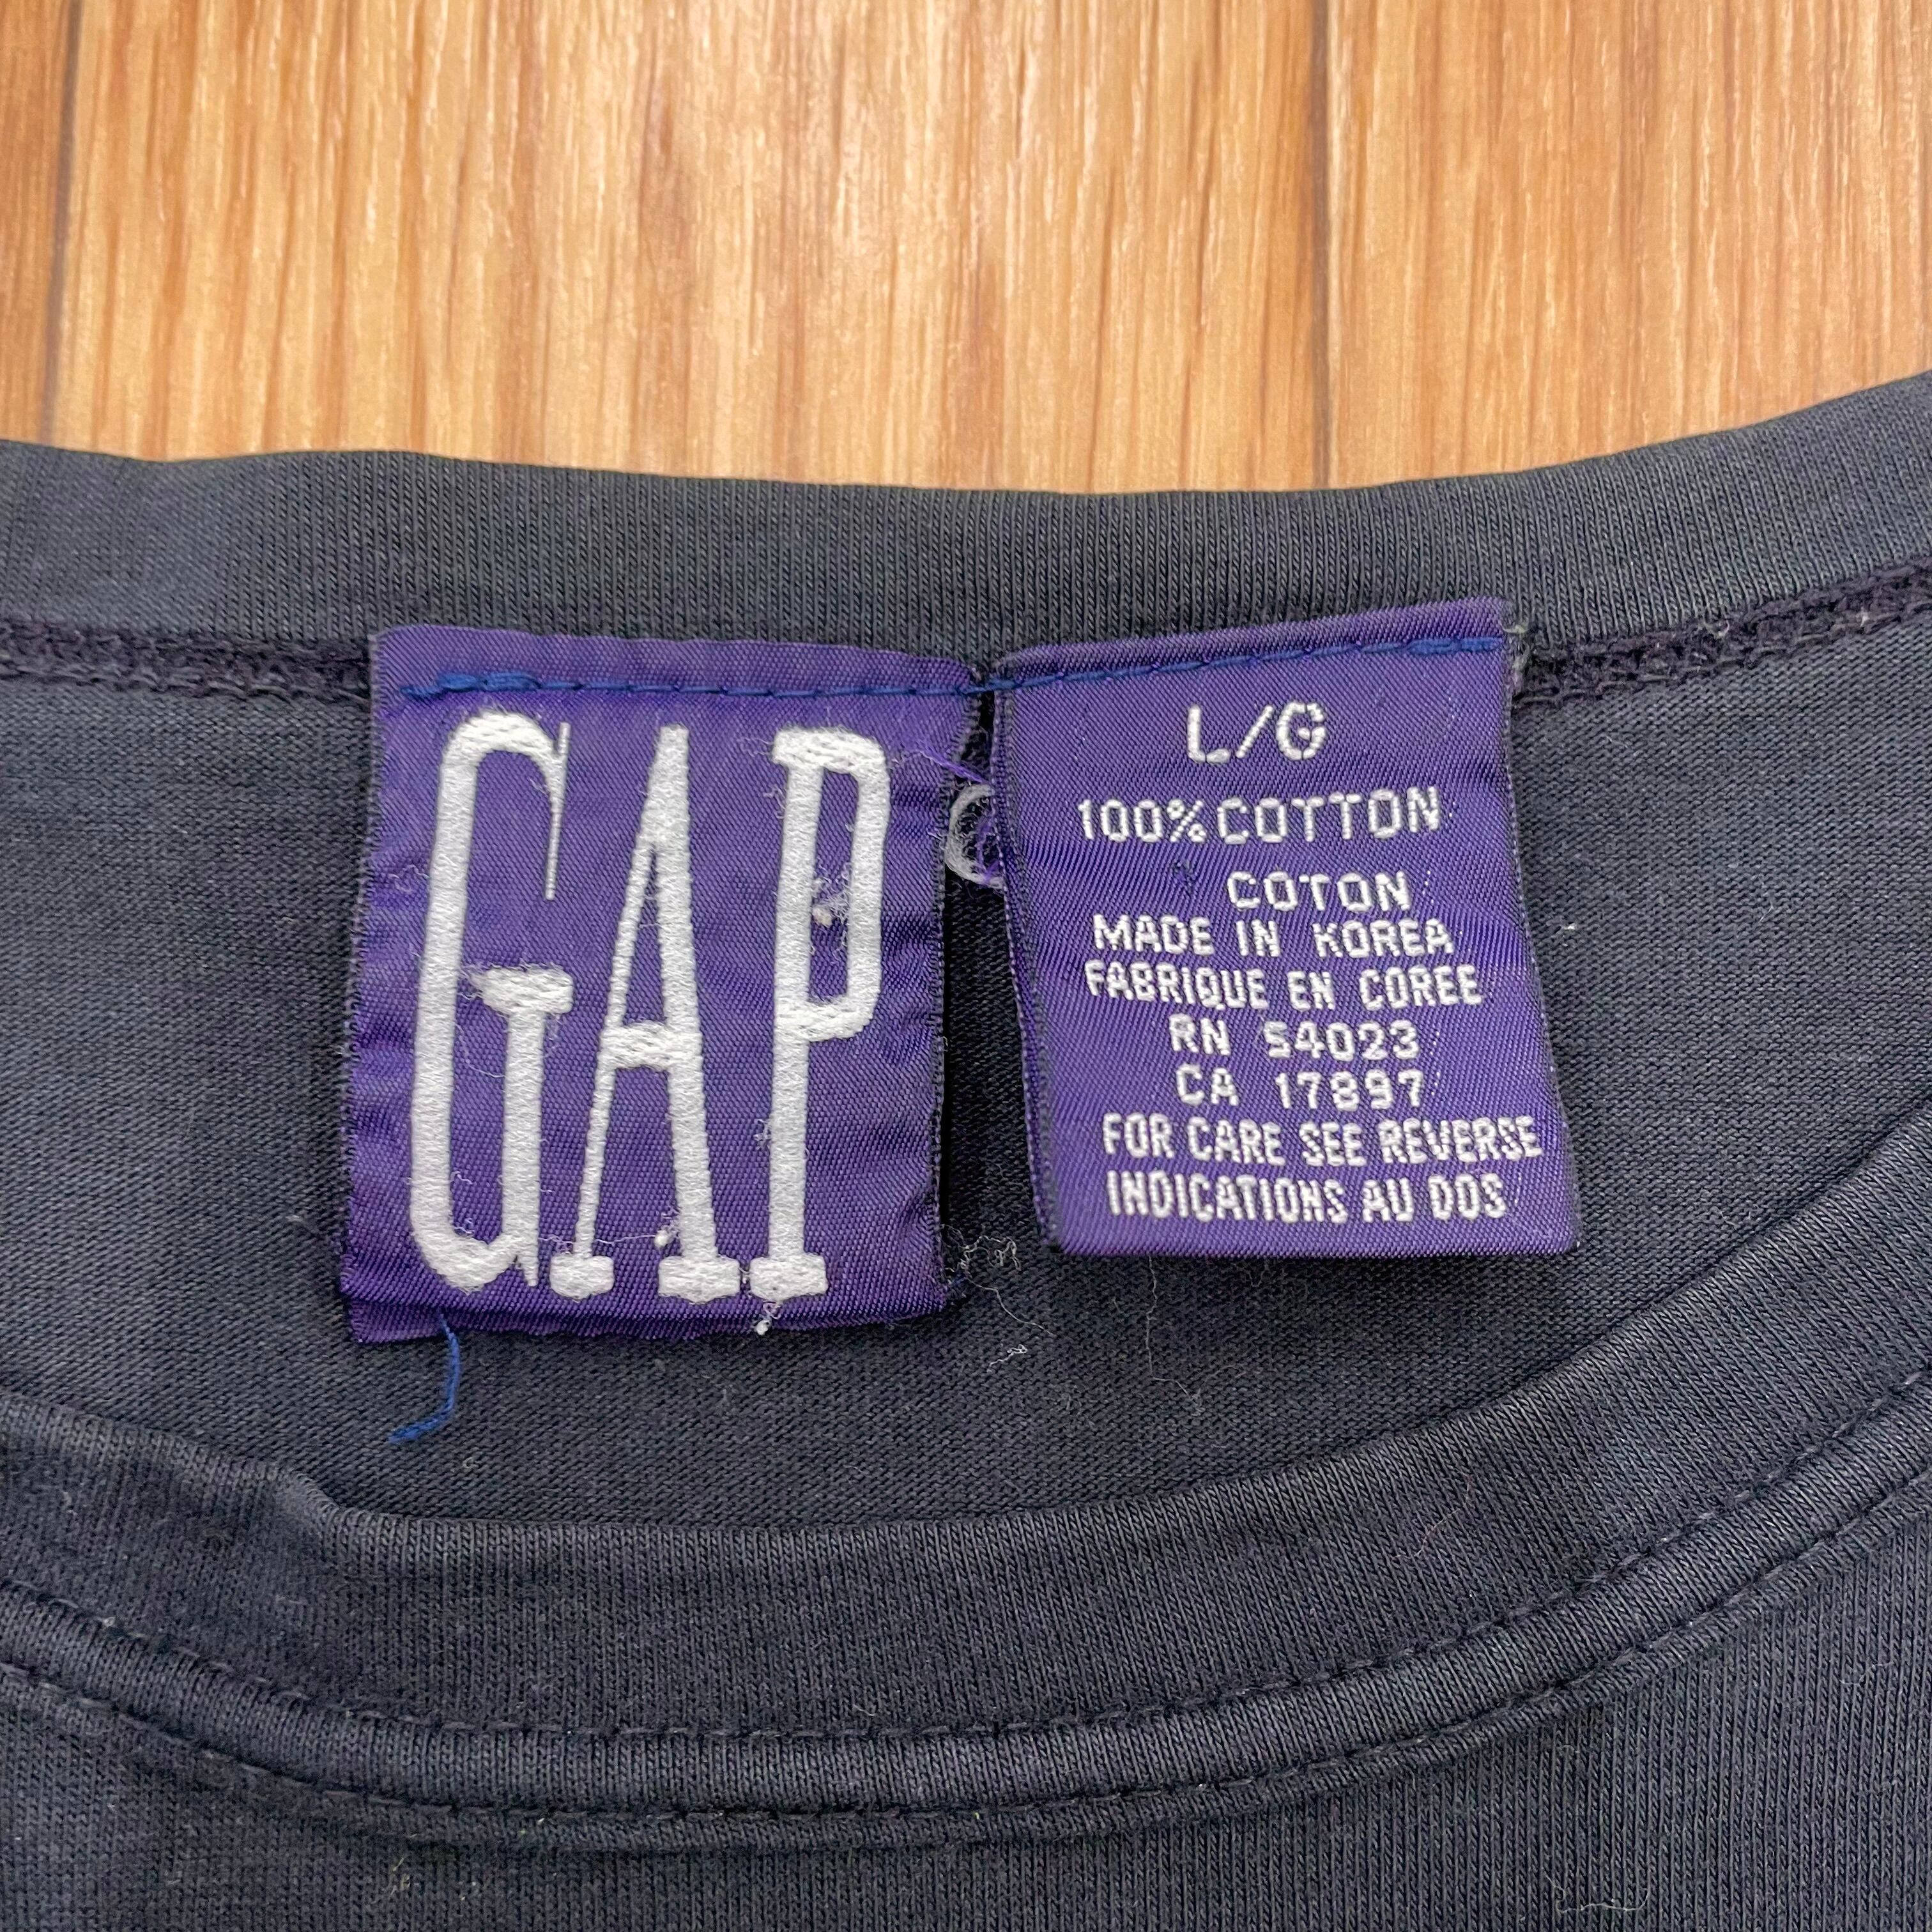 GAP
L/G
100% COTTON
COTON
MADE IN KOREA
FABRIQUE EN COREE
RN 54023
CA 17897
FOR CARE SEE REVERSE
INDICATIONS AU DOS